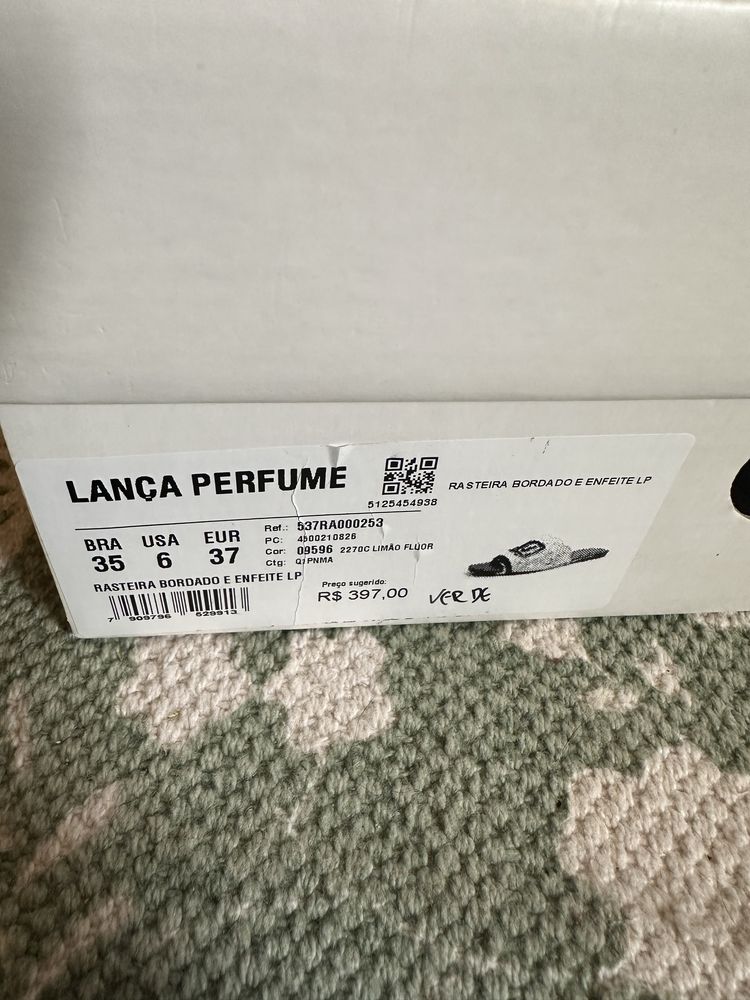 LANÇA PERFUME
5125454938
RASTEIRA BORDADO E ENFEITE LP
BRA USA EUR
35 6 37
Ref.: 537RA000253
PC: 4500210826
Cor: 09596 2270C LIMÃO FLÚOR
Ctg: Q1PNMA
RASTEIRA BORDADO E ENFEITE LP
7 909796 629913
Preço sugerido:
R$ 397,00
VERDE